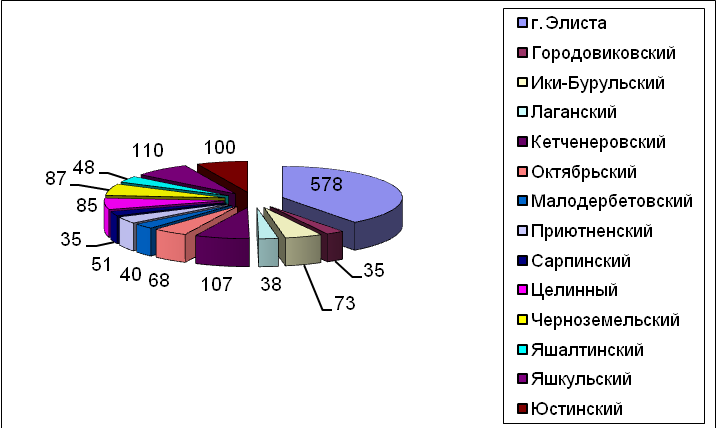 г. Элиста
Городовиковский
Ики-Бурульский
Лаганский
Кетченеровский
Октябрьский
Малодербетовский
Приютненский
Сарпинский
Целинный
Черноземельский
Яшалтинский
Яшкульский
Юстинский
578
35
73
38
107
68
40
51
35
85
87
48
110
100